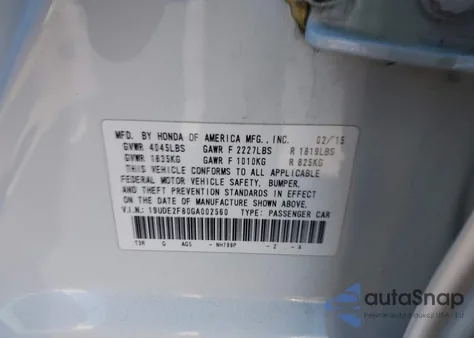 MFD. BY HONDA OF AMERICA MFG., INC. 02/15
GVWR 4045LBS GAWR F 2227LBS R 1819LBS
GVWR 1835KG GAWR F 1010KG R 825KG
THIS VEHICLE CONFORMS TO ALL APPLICABLE
FEDERAL MOTOR VEHICLE SAFETY, BUMPER,
AND THEFT PREVENTION STANDARDS IN EFFECT
ON THE DATE OF MANUFACTURE SHOWN ABOVE.
V.I.N.: 19UDE2F80GA002560 TYPE: PASSENGER CAR
G AGS - Z - A
autoSnap